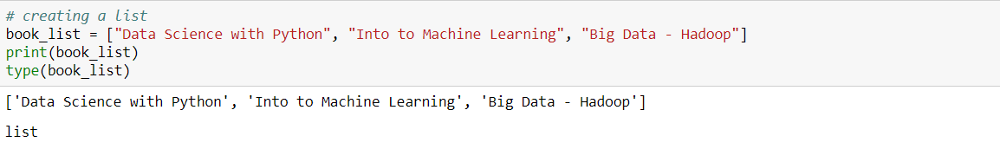 # creating a list
book_list = ["Data Science with Python", "Into to Machine Learning", "Big Data - Hadoop"]
print(book_list)
type(book_list)
['Data Science with Python', 'Into to Machine Learning', 'Big Data - Hadoop']
list